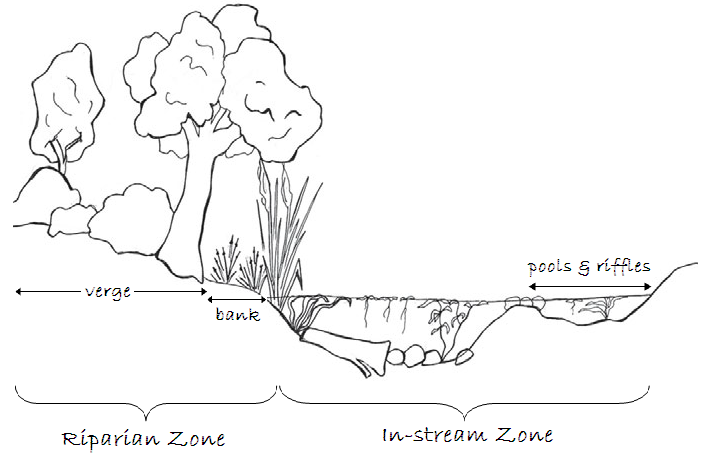 pools & riffles
verge
bank
Riparian Zone
In-stream Zone